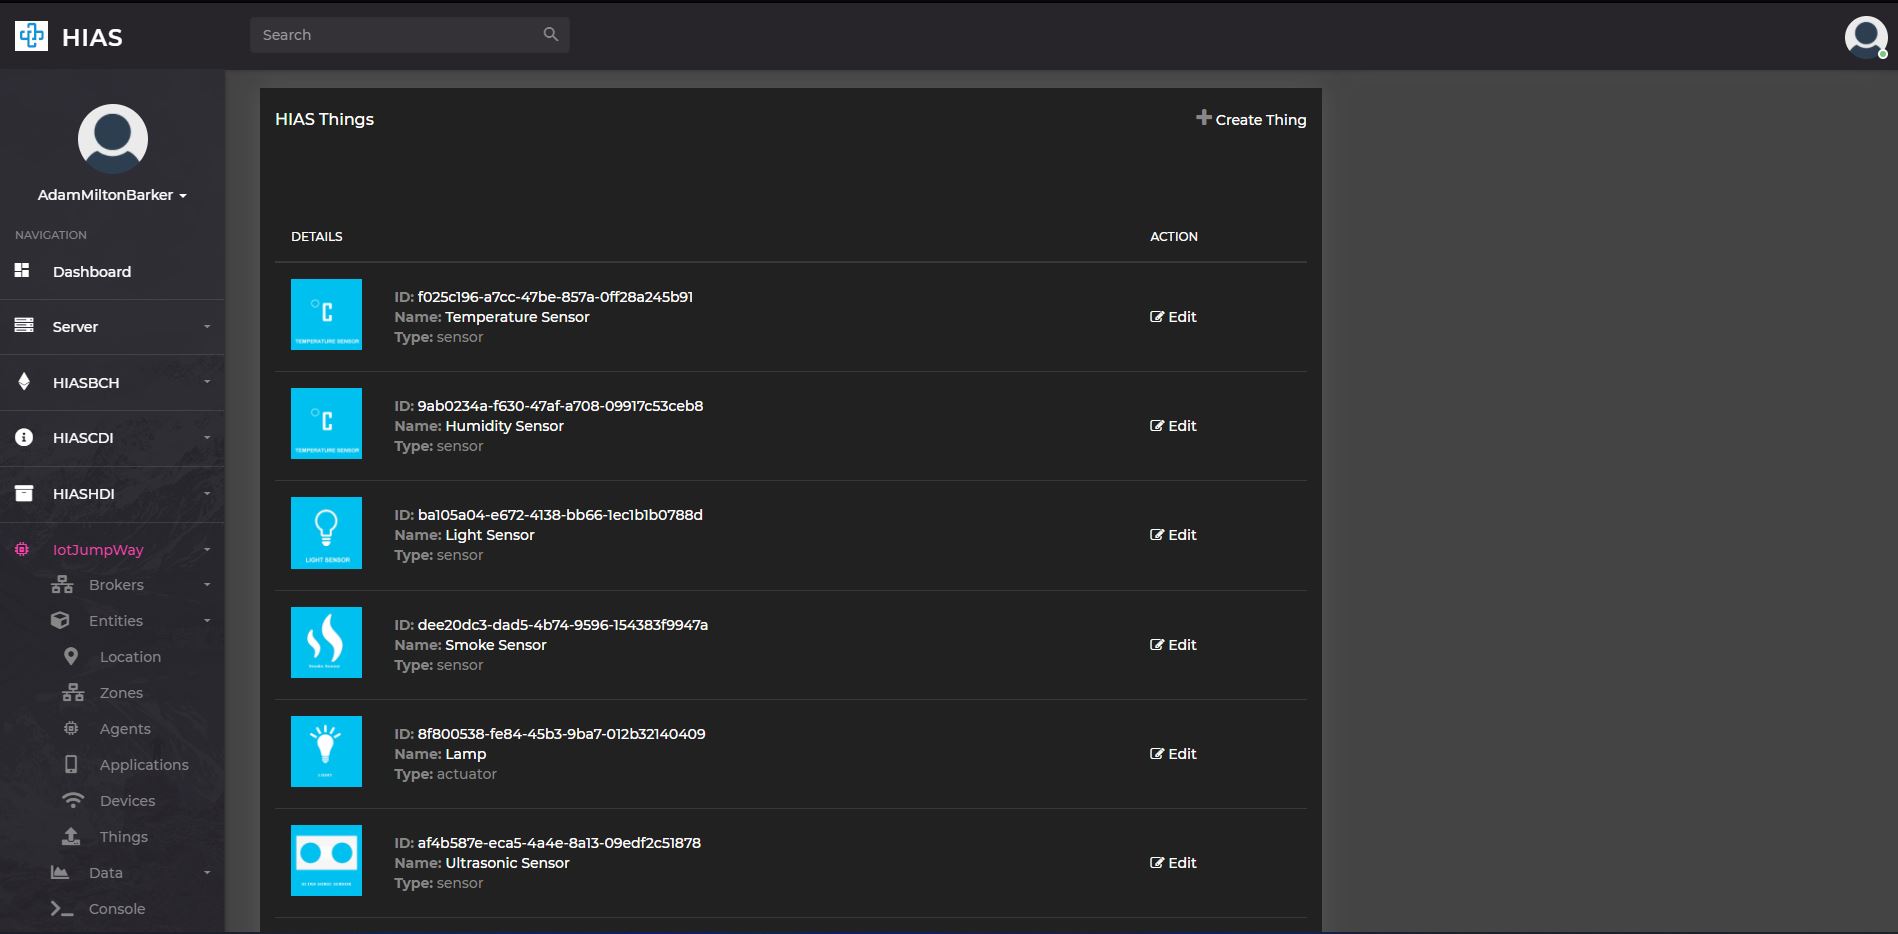 HIAS
Search
AdamMiltonBarker
NAVIGATION
Dashboard
Server
HIASBCH
HIASCDI
HIASHDI
IotJumpWay
Brokers
Entities
Location
Zones
Agents
Applications
Devices
Things
Data
Console
HIAS Things
Create Thing
DETAILS
ACTION
°C
TEMPERATURE SENSOR
ID: f025c196-a7cc-47be-857a-0ff28a245b91
Name: Temperature Sensor
Type: sensor
Edit
°C
TEMPERATURE SENSOR
ID: 9ab0234a-f630-47af-a708-09917c53ceb8
Name: Humidity Sensor
Type: sensor
Edit
LIGHT SENSOR
ID: ba105a04-e672-4138-bb66-1ec1b1b0788d
Name: Light Sensor
Type: sensor
Edit
Smoke Sensor
ID: dee20dc3-dad5-4b74-9596-154383f9947a
Name: Smoke Sensor
Type: sensor
Edit
ID: 8f800538-fe84-45b3-9ba7-012b32140409
Name: Lamp
Type: actuator
Edit
ID: af4b587e-eca5-4a4e-8a13-09edf2c51878
Name: Ultrasonic Sensor
Type: sensor
Edit